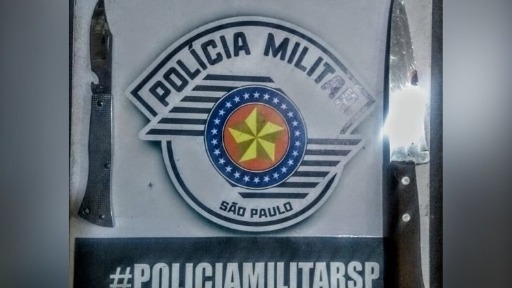 POLÍCIA MILITAR
SÃO PAULO
#POLICIAMILITARSP